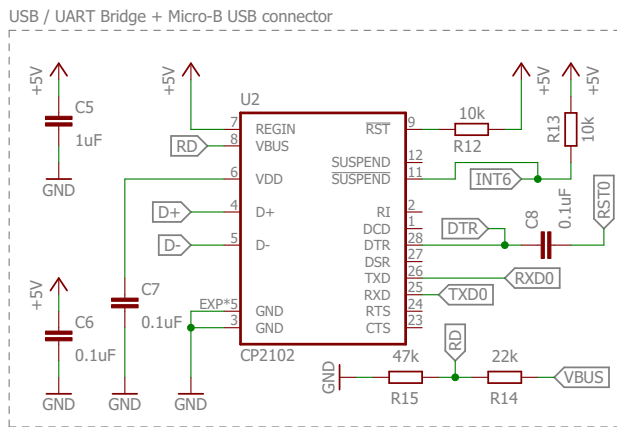 USB / UART Bridge + Micro-B USB connector
+5V
C5
1uF
GND
+5V
C6
0.1uF
GND
C7
0.1uF
GND
+5V
RD
D+
D-
GND
U2
7 REGIN
8 VBUS
6 VDD
4 D+
5 D-
EXP*5 GND
3 GND
RST 9
SUSPEND 12
SUSPEND 11
RI 2
DCD 1
DTR 28
DSR 27
TXD 26
RXD 25
RTS 24
CTS 23
CP2102
10k
R12
+5V
+5V
R13
10k
INT6
DTR
C8
0.1uF
RST0
RXD0
TXD0
GND
47k
R15
RD
22k
R14
VBUS